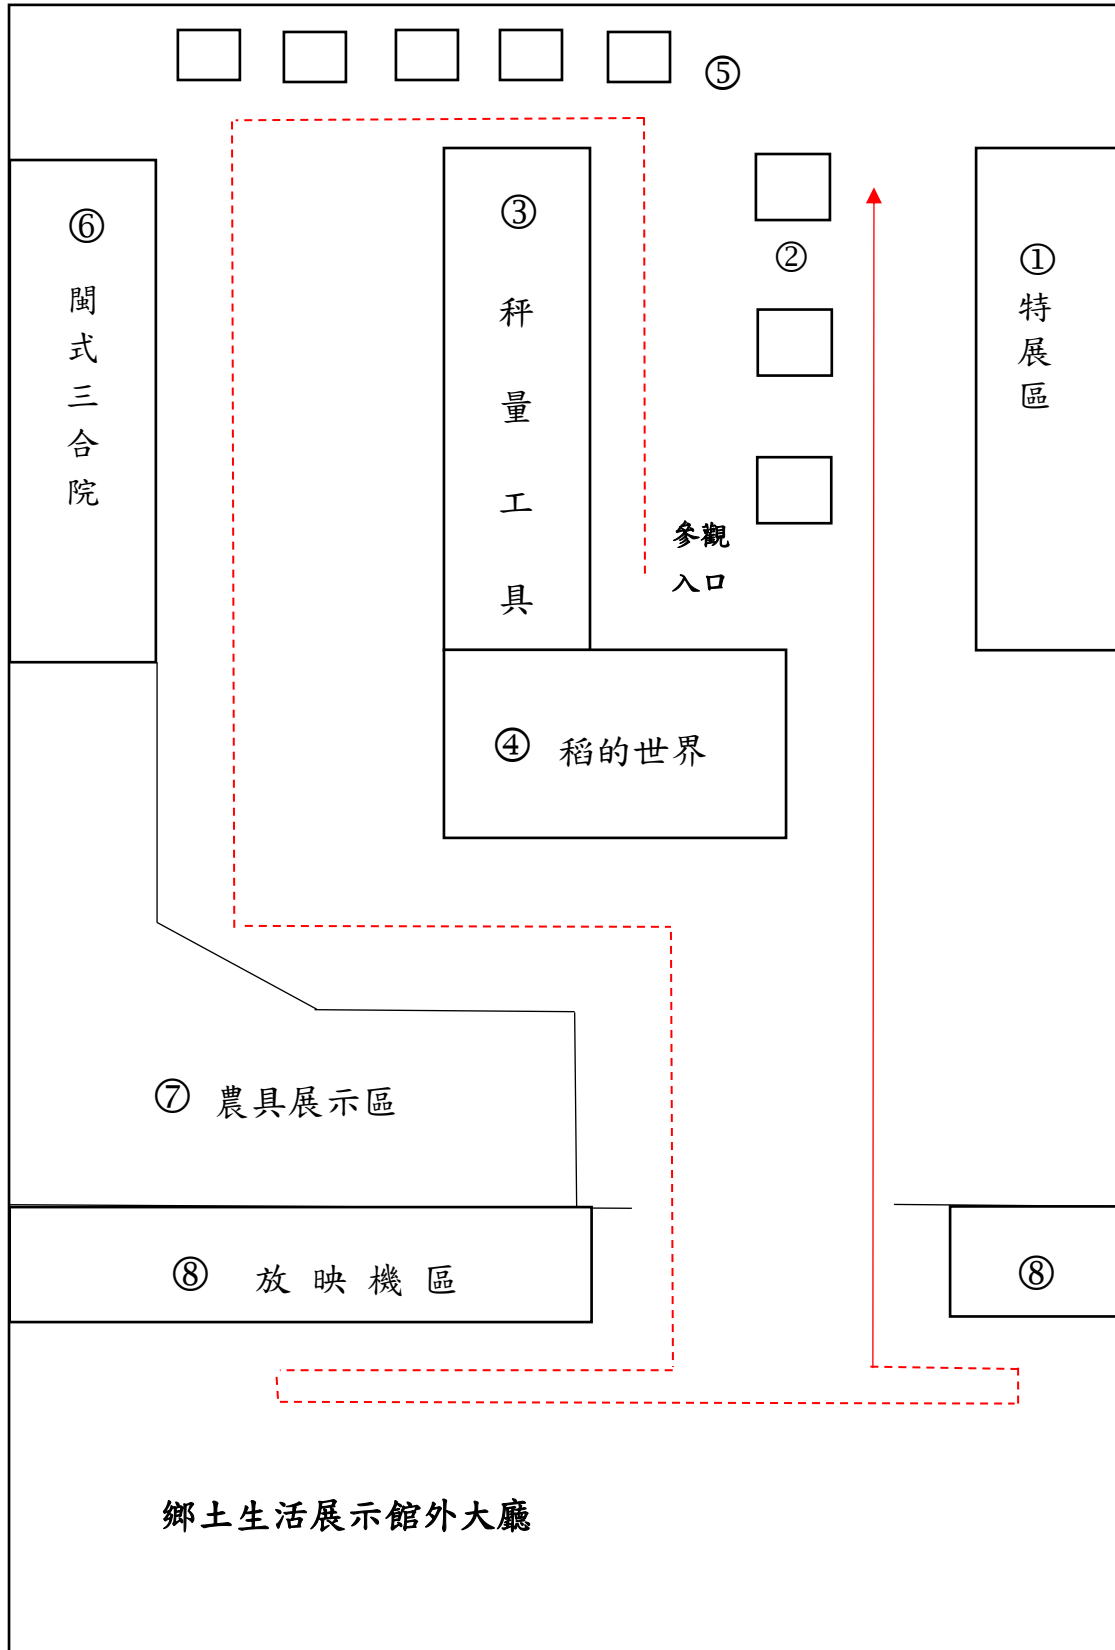 ⑤
⑥
閩式三合院
③
秤量工具
②
①
特展區
參觀
入口
④ 稻的世界
⑦ 農具展示區
⑧ 放映機區
⑧
鄉土生活展示館外大廳